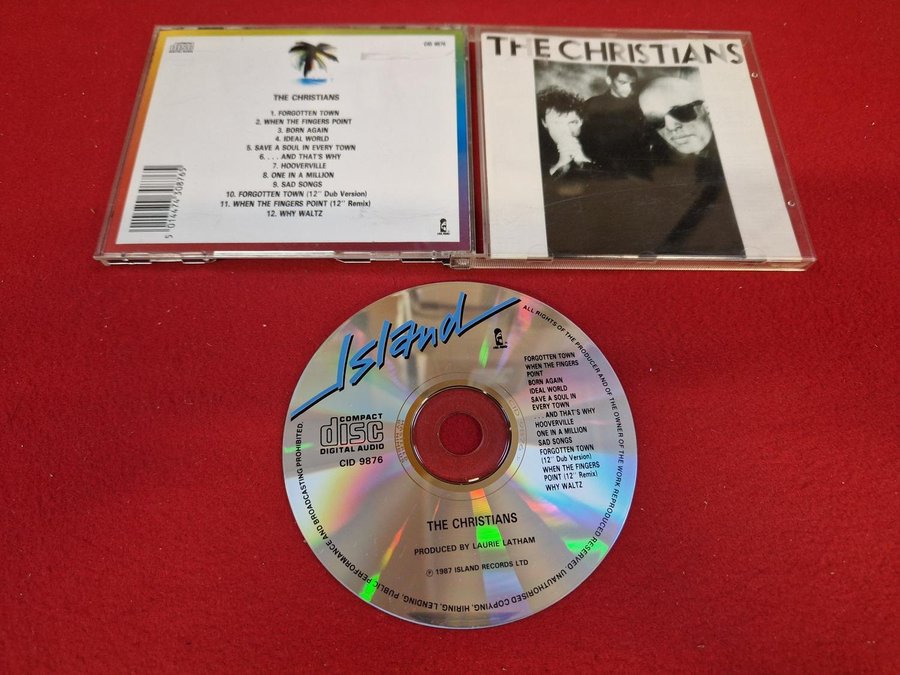 CID 9876
THE CHRISTIANS
1. FORGOTTEN TOWN
2. WHEN THE FINGERS POINT
3. BORN AGAIN
4. IDEAL WORLD
5. SAVE A SOUL IN EVERY TOWN
6. . . . AND THAT'S WHY
7. HOOVERVILLE
8. ONE IN A MILLION
9. SAD SONGS
10. FORGOTTEN TOWN (12" Dub Version)
11. WHEN THE FINGERS POINT (12" Remix)
12. WHY WALTZ
5 014474 308765
THE CHRISTIANS
Island
ALL RIGHTS OF THE PRODUCER AND OF THE OWNER OF THE WORK REPRODUCED RESERVED. UNAUTHORISED COPYING, HIRING, LENDING, PUBLIC PERFORMANCE AND BROADCASTING PROHIBITED.
COMPACT
disc
DIGITAL AUDIO
CID 9876
FORGOTTEN TOWN
WHEN THE FINGERS
POINT
BORN AGAIN
IDEAL WORLD
SAVE A SOUL IN
EVERY TOWN
. . . AND THAT'S WHY
HOOVERVILLE
ONE IN A MILLION
SAD SONGS
FORGOTTEN TOWN
(12" Dub Version)
WHEN THE FINGERS
POINT (12" Remix)
WHY WALTZ
THE CHRISTIANS
PRODUCED BY LAURIE LATHAM
℗ 1987 ISLAND RECORDS LTD